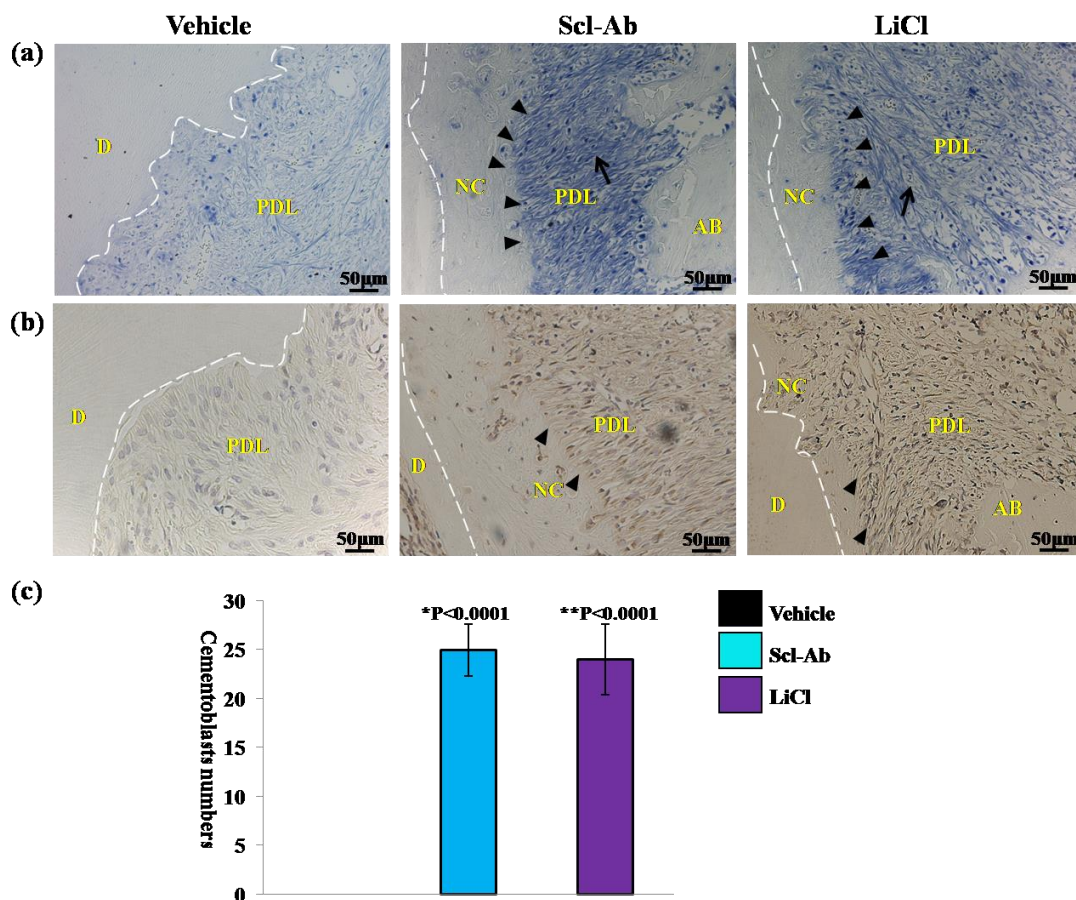 Vehicle Scl-Ab LiCl
(a)
D PDL 50μm
NC PDL AB 50μm
NC PDL 50μm
(b)
D PDL 50μm
D NC PDL 50μm
NC D PDL AB 50μm
(c)
Cementoblasts numbers
30
25
20
15
10
5
0
*P<0.0001 **P<0.0001
Vehicle
Scl-Ab
LiCl